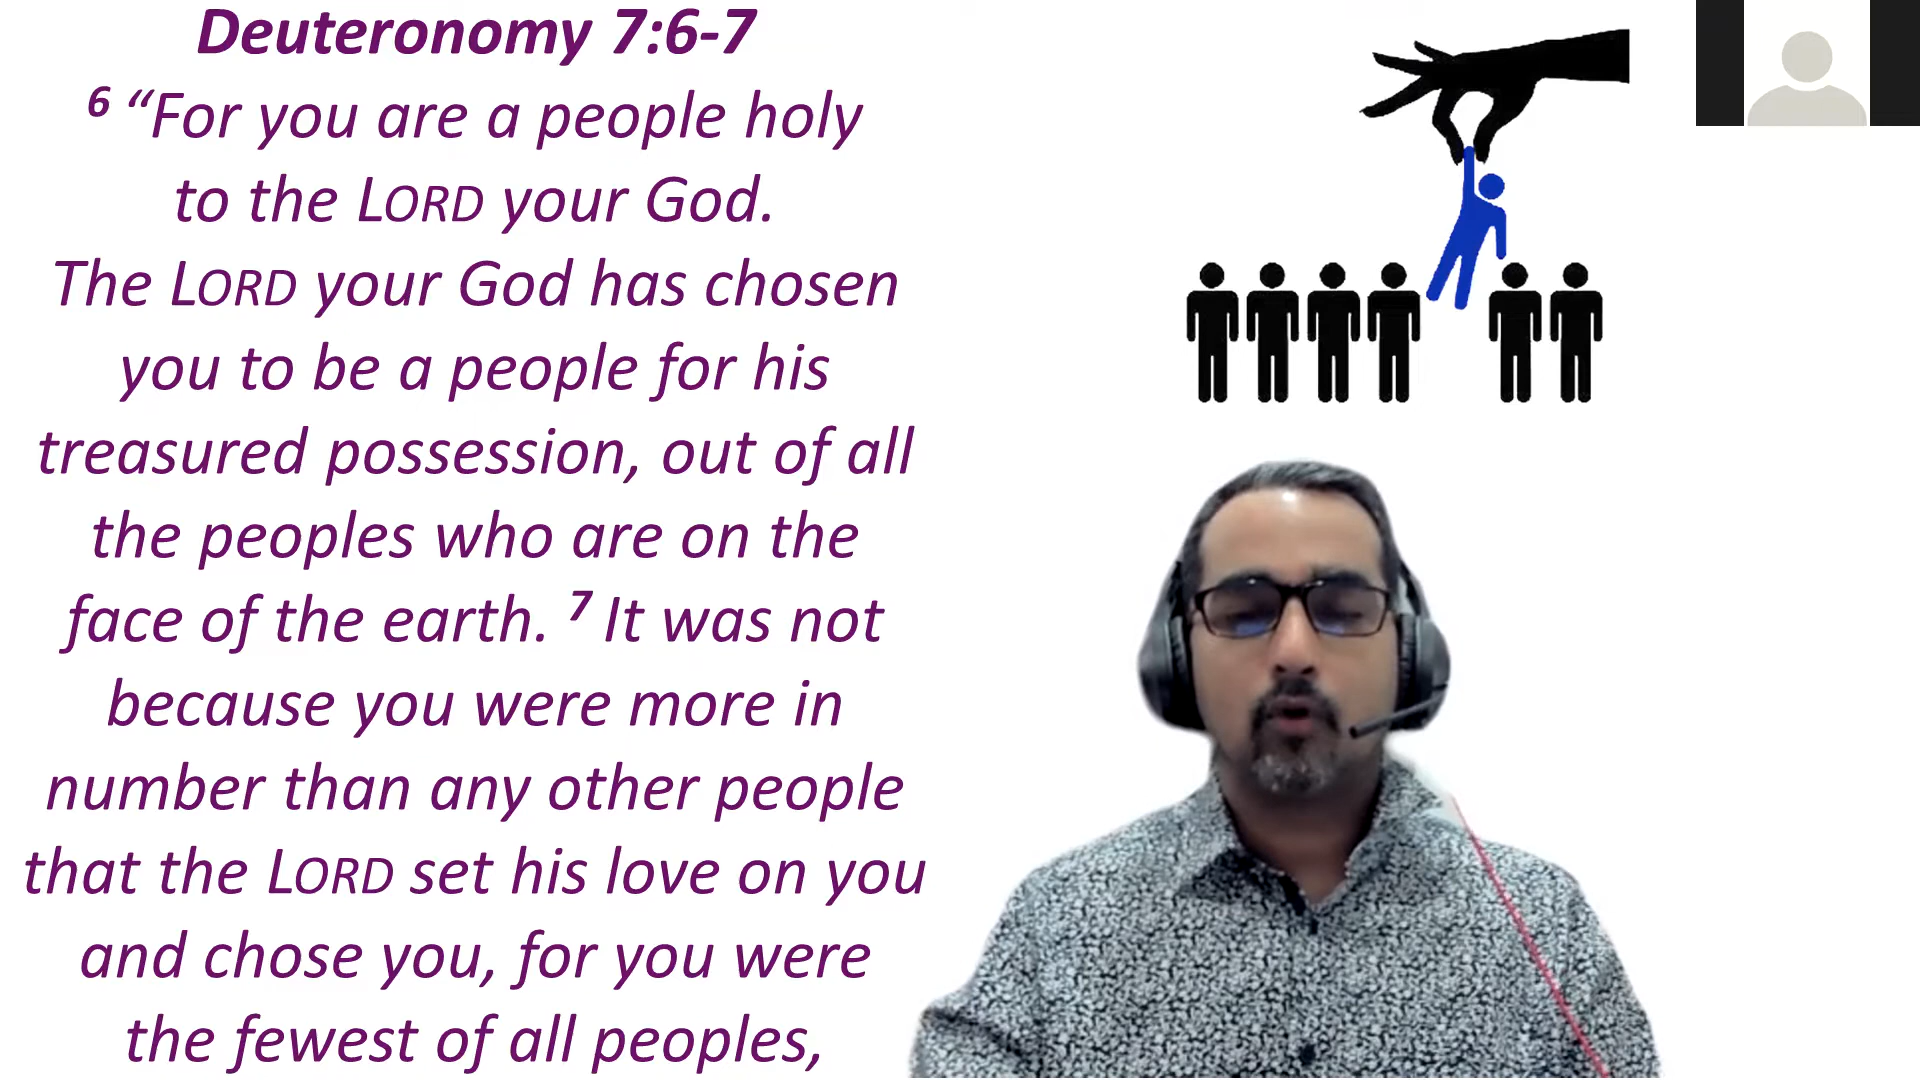 Deuteronomy 7:6-7
6 “For you are a people holy
to the LORD your God.
The LORD your God has chosen
you to be a people for his
treasured possession, out of all
the peoples who are on the
face of the earth. 7 It was not
because you were more in
number than any other people
that the LORD set his love on you
and chose you, for you were
the fewest of all peoples,